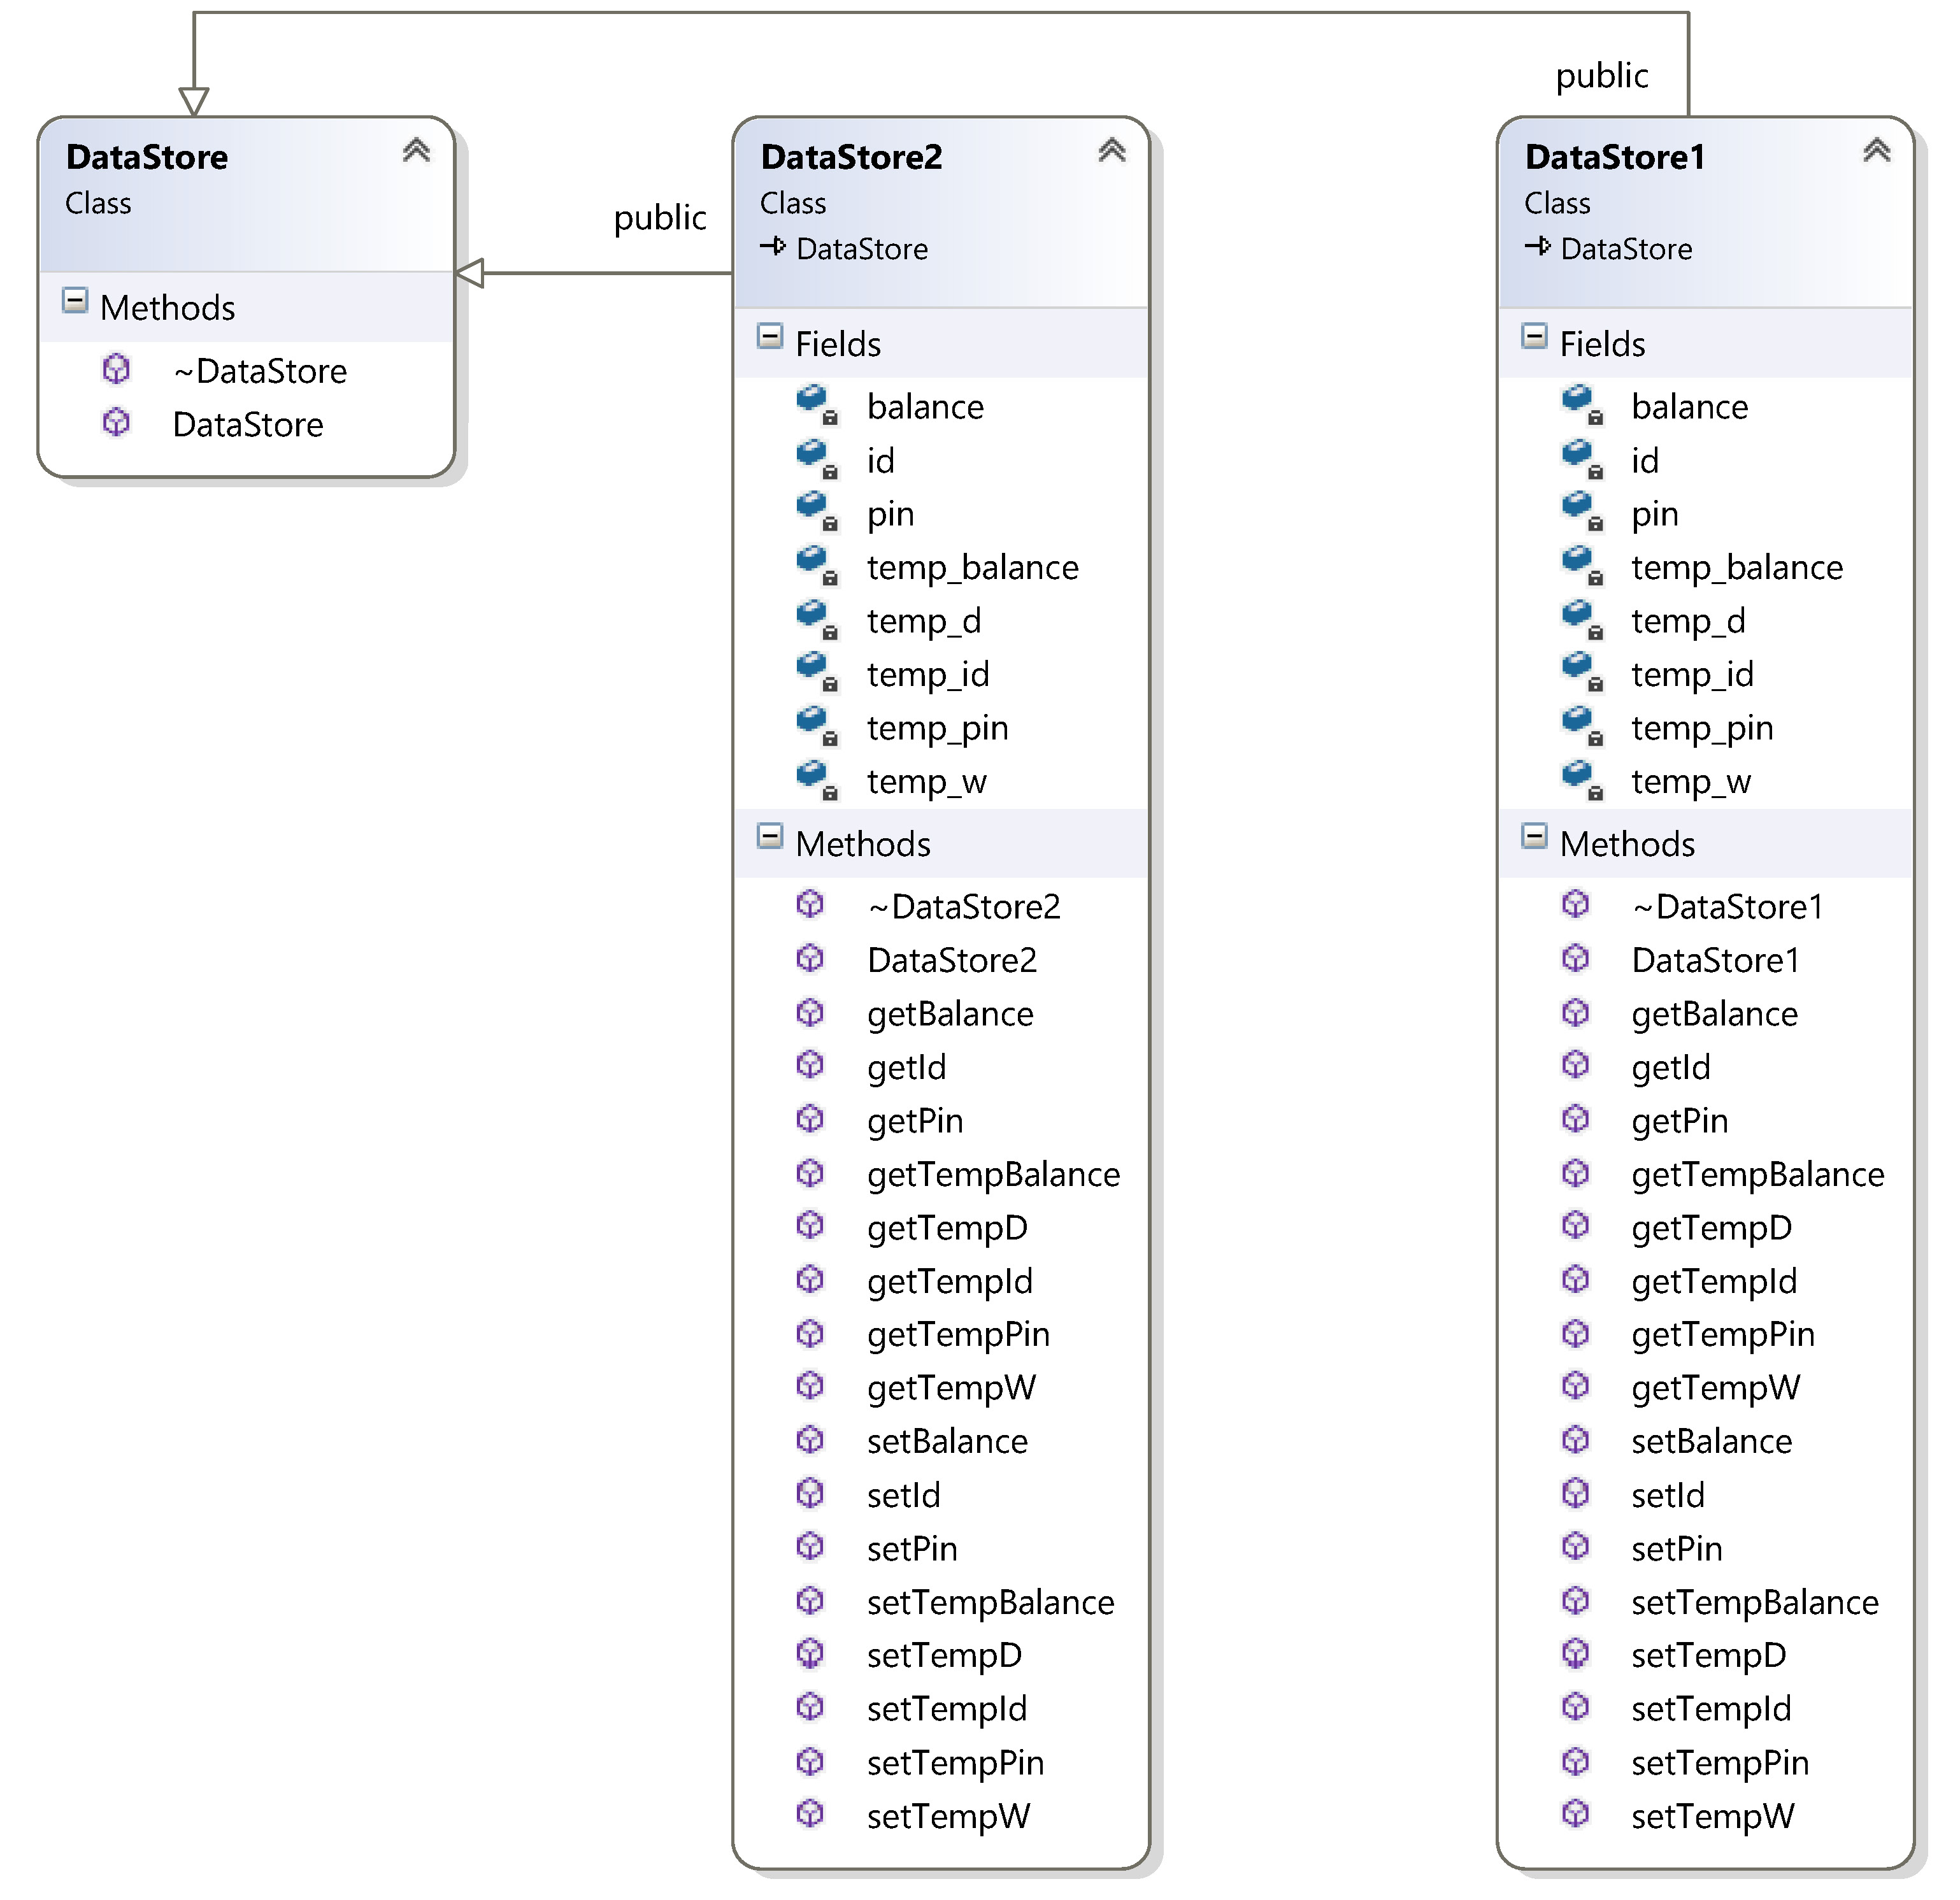 public
DataStore
Class
public
Methods
~DataStore
DataStore
DataStore2
Class
DataStore
Fields
balance
id
pin
temp_balance
temp_d
temp_id
temp_pin
temp_w
Methods
~DataStore2
DataStore2
getBalance
getId
getPin
getTempBalance
getTempD
getTempId
getTempPin
getTempW
setBalance
setId
setPin
setTempBalance
setTempD
setTempId
setTempPin
setTempW
DataStore1
Class
DataStore
Fields
balance
id
pin
temp_balance
temp_d
temp_id
temp_pin
temp_w
Methods
~DataStore1
DataStore1
getBalance
getId
getPin
getTempBalance
getTempD
getTempId
getTempPin
getTempW
setBalance
setId
setPin
setTempBalance
setTempD
setTempId
setTempPin
setTempW